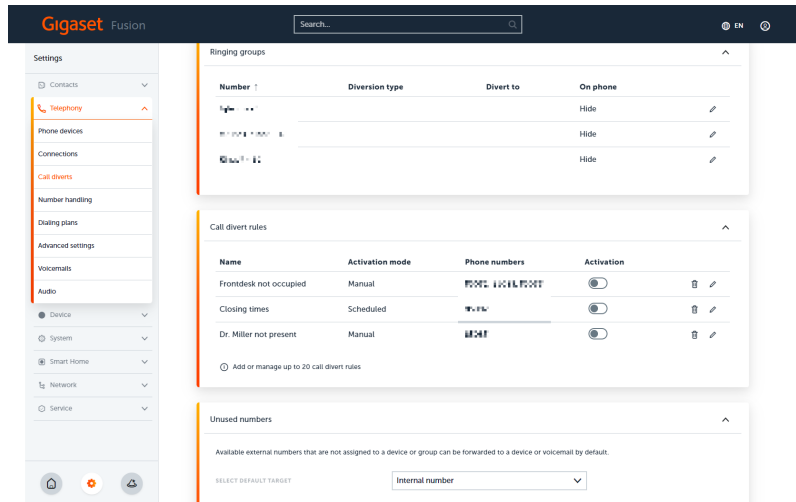 Gigaset Fusion
Search...
EN
Settings
Contacts
Telephony
Phone devices
Connections
Call diverts
Number handling
Dialing plans
Advanced settings
Voicemails
Audio
Device
System
Smart Home
Network
Service
Ringing groups
Number ↑ Diversion type Divert to On phone
Hide
Hide
Hide
Call divert rules
Name Activation mode Phone numbers Activation
Frontdesk not occupied Manual
Closing times Scheduled
Dr. Miller not present Manual
Add or manage up to 20 call divert rules
Unused numbers
Available external numbers that are not assigned to a device or group can be forwarded to a device or voicemail by default.
SELECT DEFAULT TARGET Internal number